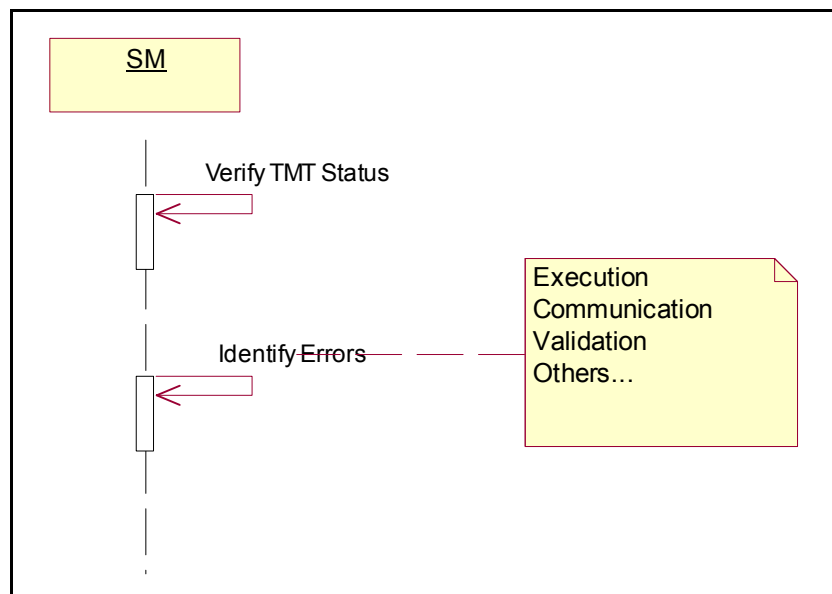 SM
Verify TMT Status
Identify Errors
Execution
Communication
Validation
Others...